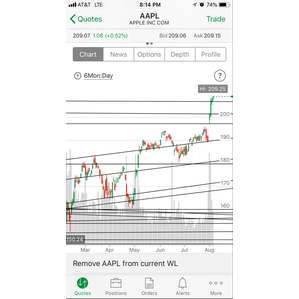 AT&T LTE 8:14 PM 74%
Quotes AAPL Trade
APPLE INC COM
209.07 1.08 (+0.52%) Bid 209.06 Ask 209.15
Chart News Options Depth Profile
6Mon:Day ?
Hi: 209.25
200
190
180
170
160
150.24
Mar Apr May Jun Jul Aug
Remove AAPL from current WL
Quotes Positions Orders Alerts More